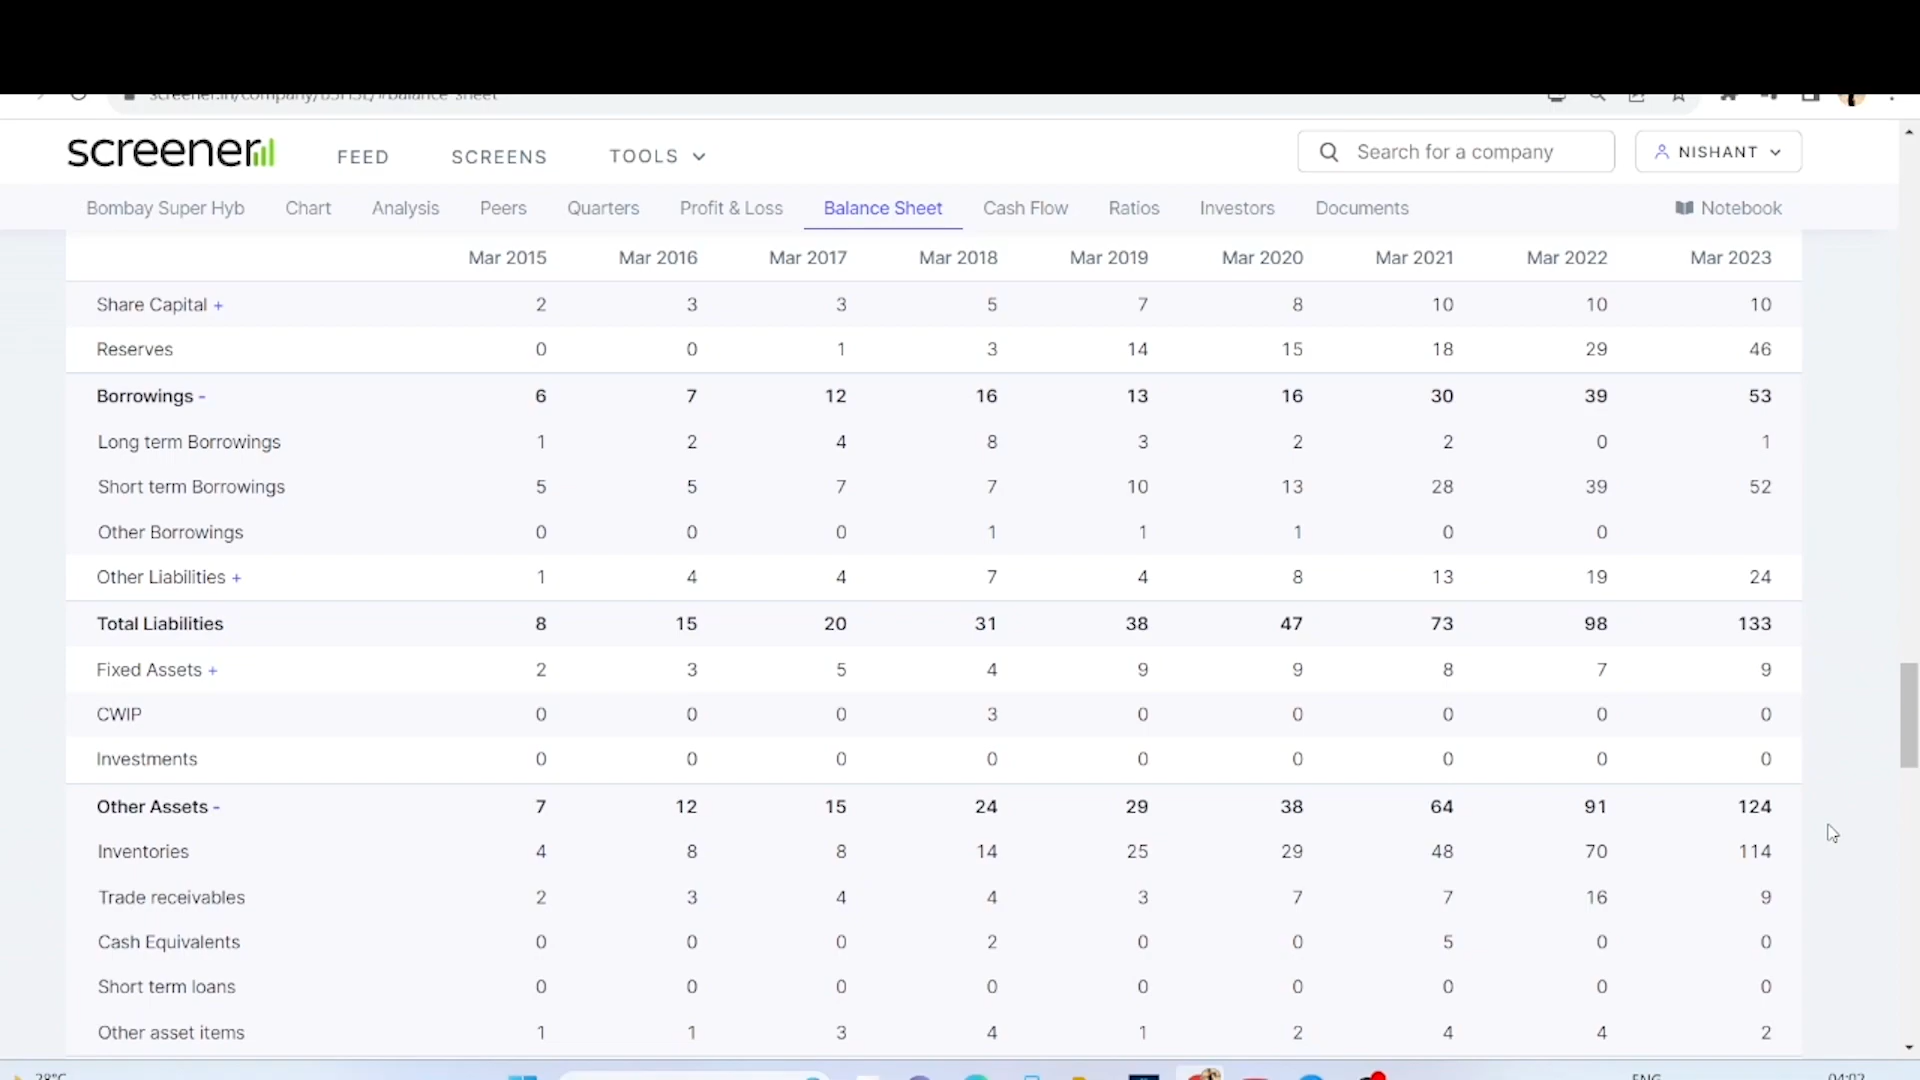 screener.in/company/BSHSL/#balance-sheet
screener FEED SCREENS TOOLS Search for a company NISHANT
Bombay Super Hyb Chart Analysis Peers Quarters Profit & Loss Balance Sheet Cash Flow Ratios Investors Documents Notebook
Mar 2015 Mar 2016 Mar 2017 Mar 2018 Mar 2019 Mar 2020 Mar 2021 Mar 2022 Mar 2023
Share Capital + 2 3 3 5 7 8 10 10 10
Reserves 0 0 1 3 14 15 18 29 46
Borrowings - 6 7 12 16 13 16 30 39 53
Long term Borrowings 1 2 4 8 3 2 2 0 1
Short term Borrowings 5 5 7 7 10 13 28 39 52
Other Borrowings 0 0 0 1 1 1 0 0
Other Liabilities + 1 4 4 7 4 8 13 19 24
Total Liabilities 8 15 20 31 38 47 73 98 133
Fixed Assets + 2 3 5 4 9 9 8 7 9
CWIP 0 0 0 3 0 0 0 0 0
Investments 0 0 0 0 0 0 0 0 0
Other Assets - 7 12 15 24 29 38 64 91 124
Inventories 4 8 8 14 25 29 48 70 114
Trade receivables 2 3 4 4 3 7 7 16 9
Cash Equivalents 0 0 0 2 0 0 5 0 0
Short term loans 0 0 0 0 0 0 0 0 0
Other asset items 1 1 3 4 1 2 4 4 2
28°C ENG 04:02